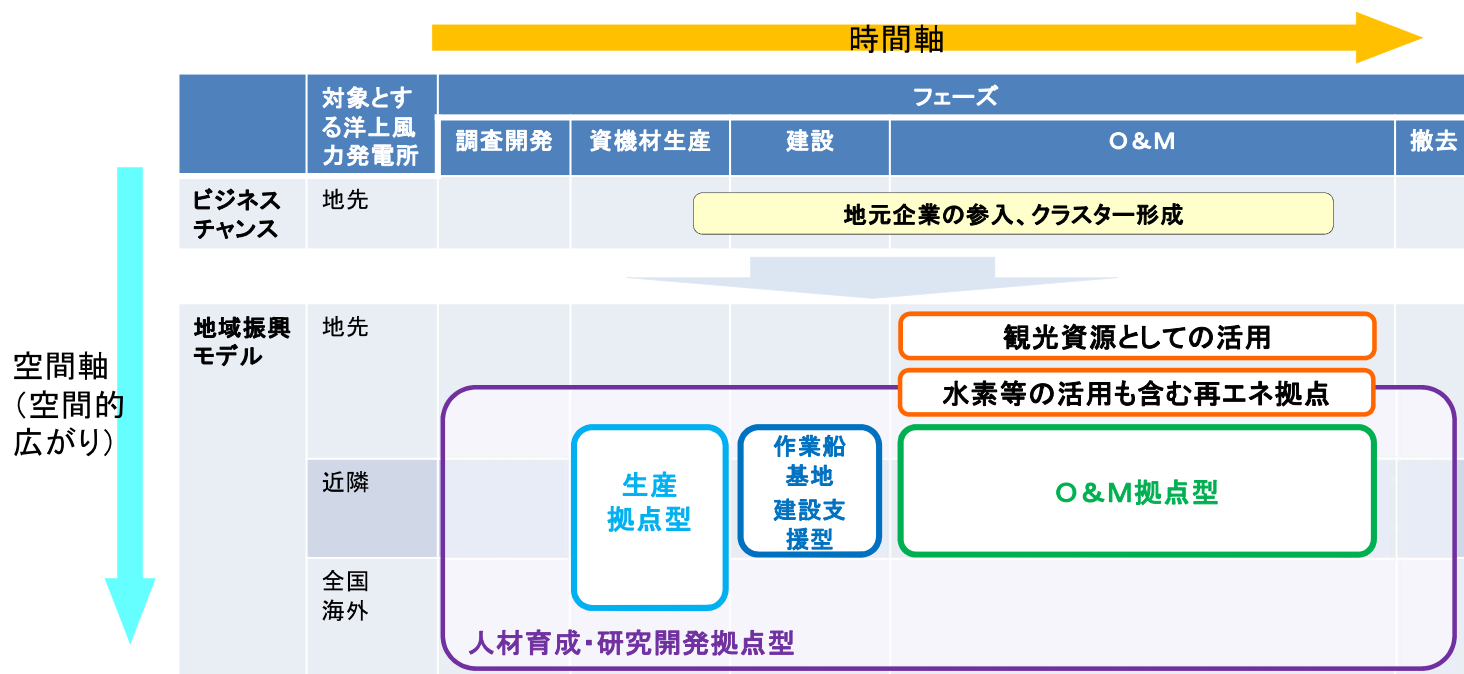 時間軸
対象とす
る洋上風
力発電所
フェーズ
調査開発
資機材生産
建設
O&M
撤去
ビジネス
チャンス
地先
地元企業の参入、クラスター形成
空間軸
(空間的
広がり)
地域振興
モデル
地先
観光資源としての活用
水素等の活用も含む再エネ拠点
近隣
生産
拠点型
作業船
基地
建設支
援型
O&M拠点型
全国
海外
人材育成・研究開発拠点型